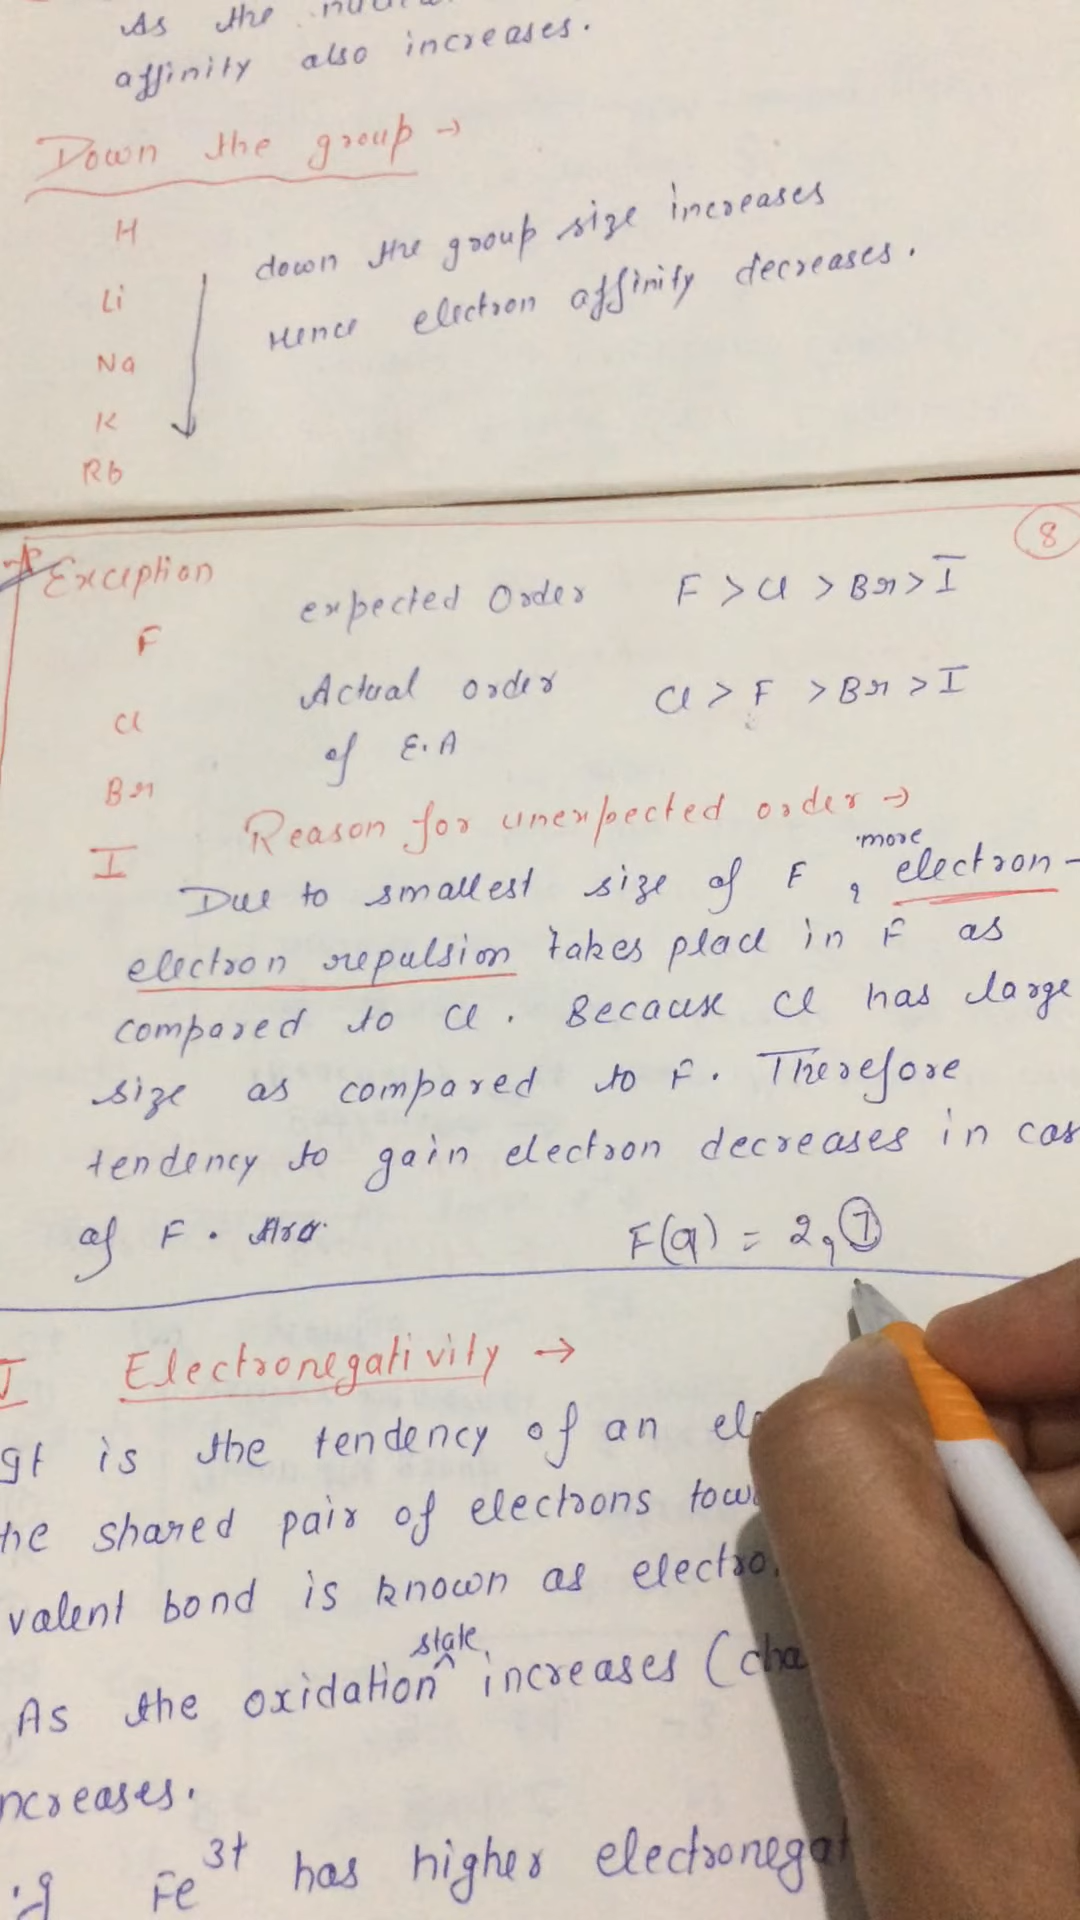 As the
affinity also increases.
Down the group →
H
Li
Na
K
Rb
down the group size increases
Hence electron affinity decreases.
8
Exception
F
Cl
Br
I
expected Order F > Cl > Br > I
Actual order Cl > F > Br > I
of E.A
Reason for unexpected order →
Due to smallest size of F, more electron-
electron repulsion takes place in F as
compared to Cl. Because Cl has large
size as compared to F. Therefore
tendency to gain electron decreases in cas
of F.
F(9) = 2,7
I Electronegativity →
It is the tendency of an ele
he shared pair of electrons tow
valent bond is known as electro
As the oxidation state increases (cha
ncreases.
Fe3+ has higher electronegat